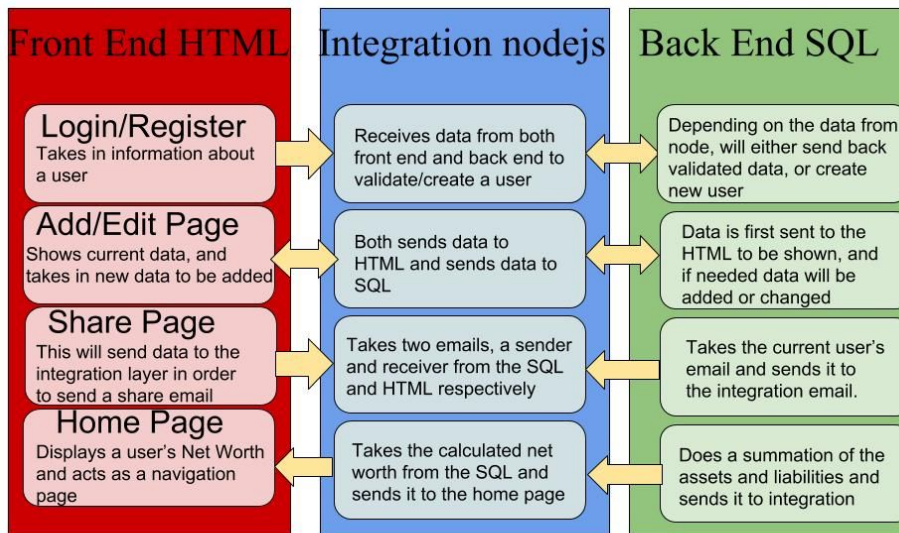 Front End HTML
Integration nodejs
Back End SQL
Login/Register
Takes in information about
a user
Receives data from both
front end and back end to
validate/create a user
Depending on the data from
node, will either send back
validated data, or create
new user
Add/Edit Page
Shows current data, and
takes in new data to be added
Both sends data to
HTML and sends data to
SQL
Data is first sent to the
HTML to be shown, and
if needed data will be
added or changed
Share Page
This will send data to the
integration layer in order
to send a share email
Takes two emails, a sender
and receiver from the SQL
and HTML respectively
Takes the current user's
email and sends it to
the integration email.
Home Page
Displays a user's Net Worth
and acts as a navigation
page
Takes the calculated net
worth from the SQL and
sends it to the home page
Does a summation of the
assets and liabilities and
sends it to integration